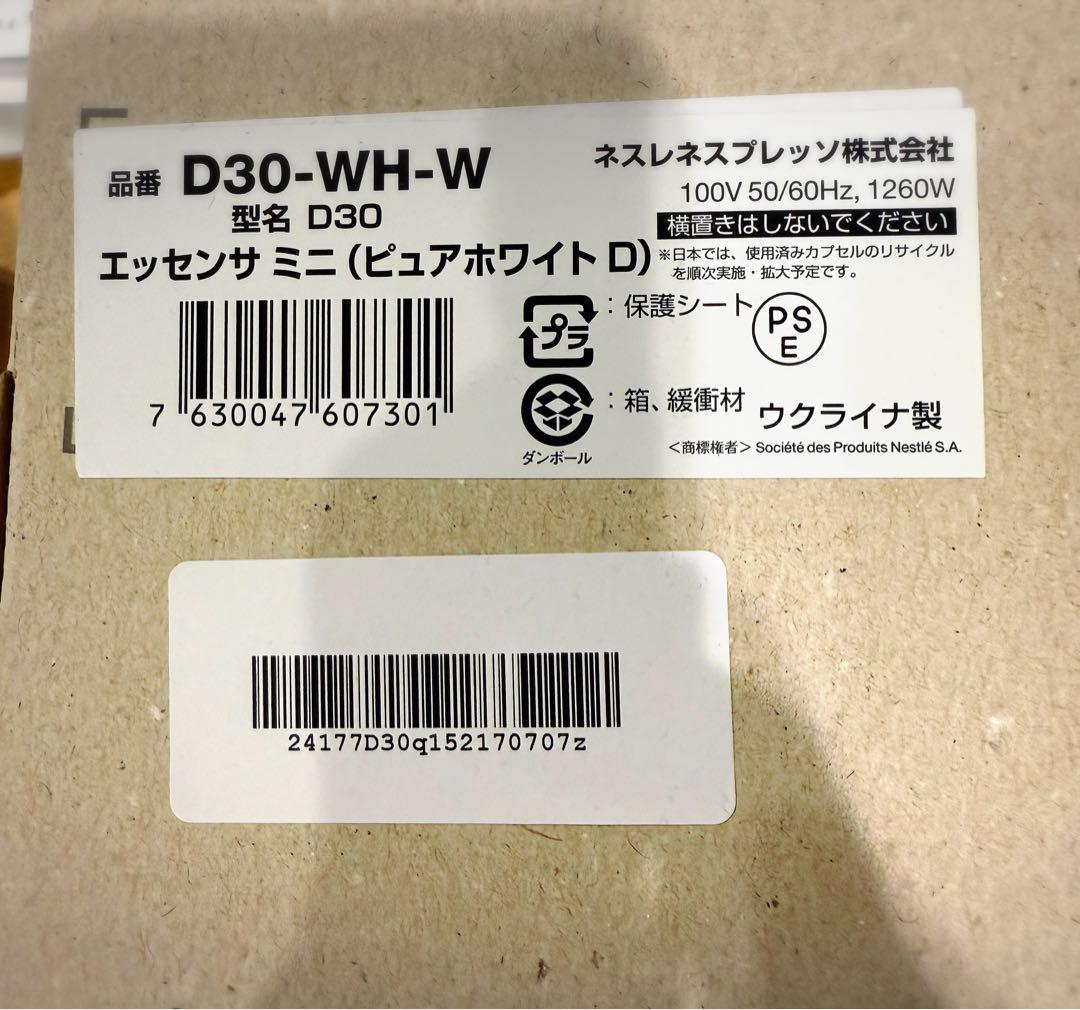 品番 D30-WH-W
型名 D30
エッセンサ ミニ(ピュアホワイト D)
7 630047 607301
ネスレネスプレッソ株式会社
100V 50/60Hz, 1260W
横置きはしないでください
※日本では、使用済みカプセルのリサイクル
を順次実施・拡大予定です。
プラ :保護シート
PS
E
:箱、緩衝材
ダンボール
ウクライナ製
<商標権者> Société des Produits Nestlé S.A.
24177D30q152170707z